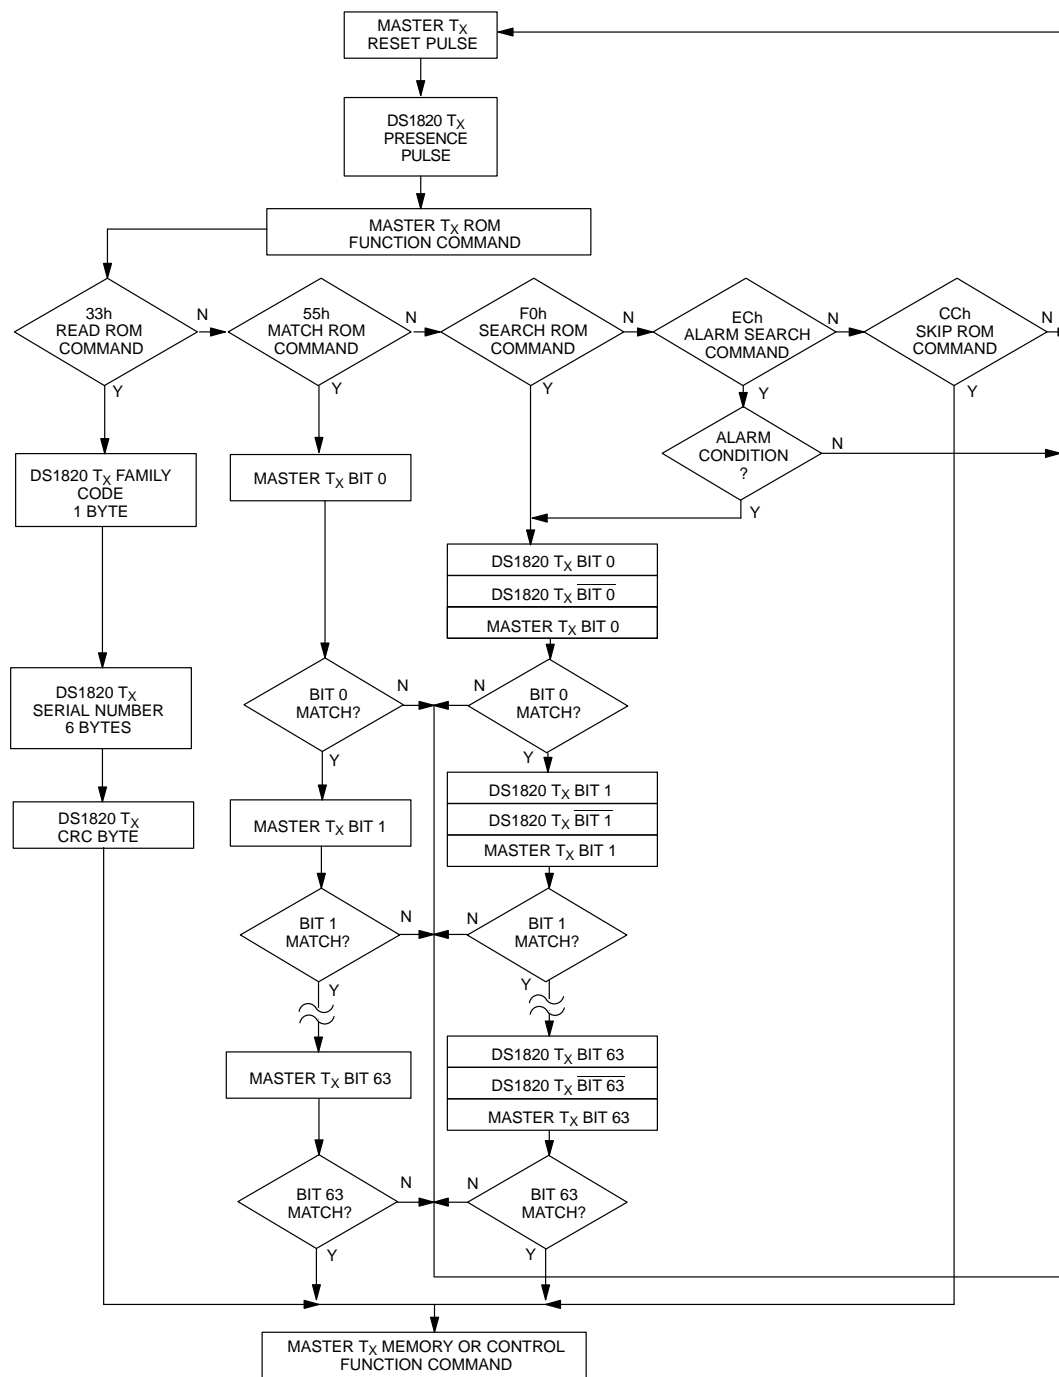 MASTER TX
RESET PULSE
DS1820 TX
PRESENCE
PULSE
MASTER TX ROM
FUNCTION COMMAND
33h
READ ROM
COMMAND
N
Y
55h
MATCH ROM
COMMAND
N
Y
F0h
SEARCH ROM
COMMAND
N
Y
ECh
ALARM SEARCH
COMMAND
N
Y
CCh
SKIP ROM
COMMAND
N
Y
ALARM
CONDITION
?
N
Y
DS1820 TX FAMILY
CODE
1 BYTE
MASTER TX BIT 0
DS1820 TX BIT 0
DS1820 TX B̅I̅T̅ ̅0̅
MASTER TX BIT 0
DS1820 TX
SERIAL NUMBER
6 BYTES
BIT 0
MATCH?
N
Y
N
BIT 0
MATCH?
Y
DS1820 TX
CRC BYTE
MASTER TX BIT 1
DS1820 TX BIT 1
DS1820 TX B̅I̅T̅ ̅1̅
MASTER TX BIT 1
BIT 1
MATCH?
N
Y
N
BIT 1
MATCH?
Y
MASTER TX BIT 63
DS1820 TX BIT 63
DS1820 TX B̅I̅T̅ ̅6̅3̅
MASTER TX BIT 63
BIT 63
MATCH?
N
Y
N
BIT 63
MATCH?
Y
MASTER TX MEMORY OR CONTROL
FUNCTION COMMAND